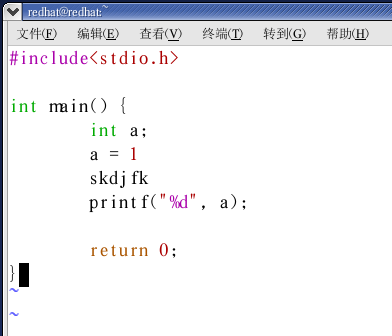 redhat@redhat:~
文件(F) 编辑(E) 查看(V) 终端(T) 转到(G) 帮助(H)
#include<stdio.h>
int main() {
int a;
a = 1
skdjfk
printf("%d", a);
return 0;
}
~
~